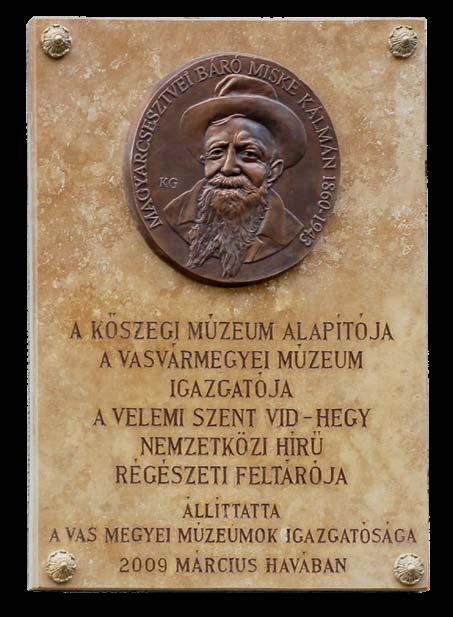 MAGYARCSESZTVEI BÁRÓ MISKE KÁLMÁN 1860-1943
KG
A KŐSZEGI MÚZEUM ALAPÍTÓJA
A VASVÁRMEGYEI MÚZEUM
IGAZGATÓJA
A VELEMI SZENT VID-HEGY
NEMZETKÖZI HÍRŰ
RÉGÉSZETI FELTÁRÓJA
ÁLLÍTTATTA
A VAS MEGYEI MÚZEUMOK IGAZGATÓSÁGA
2009 MÁRCIUS HAVÁBAN